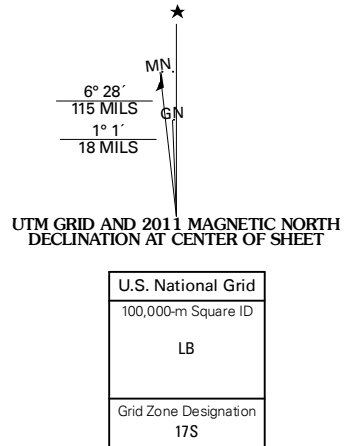 MN
6° 28´
115 MILS
GN
1° 1´
18 MILS
UTM GRID AND 2011 MAGNETIC NORTH
DECLINATION AT CENTER OF SHEET
U.S. National Grid
100,000-m Square ID
LB
Grid Zone Designation
17S